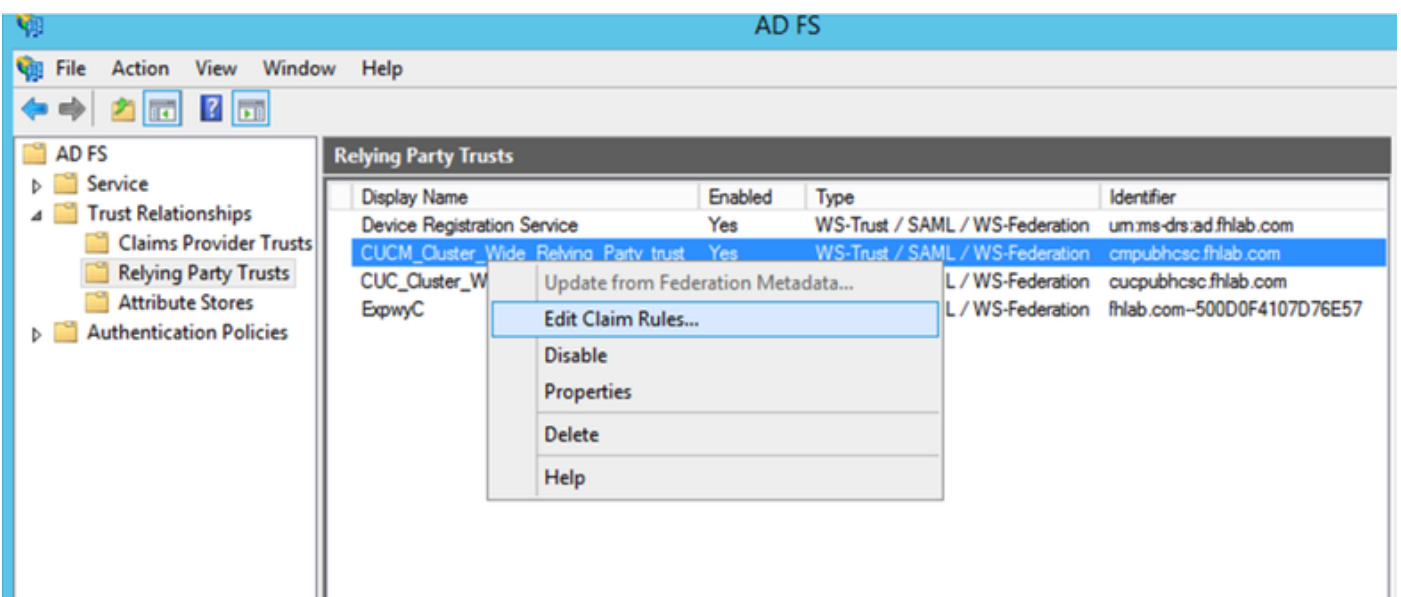 AD FS
File Action View Window Help
AD FS
Service
Trust Relationships
Claims Provider Trusts
Relying Party Trusts
Attribute Stores
Authentication Policies
Relying Party Trusts
Display Name Enabled Type Identifier
Device Registration Service Yes WS-Trust / SAML / WS-Federation urn:ms-drs:ad.fhlab.com
CUCM_Cluster_Wide_Relying_Party_trust Yes WS-Trust / SAML / WS-Federation cmpubhcsc.fhlab.com
CUC_Cluster_W L / WS-Federation cucpubhcsc.fhlab.com
ExpwyC L / WS-Federation fhlab.com--500D0F4107D76E57
Update from Federation Metadata...
Edit Claim Rules...
Disable
Properties
Delete
Help